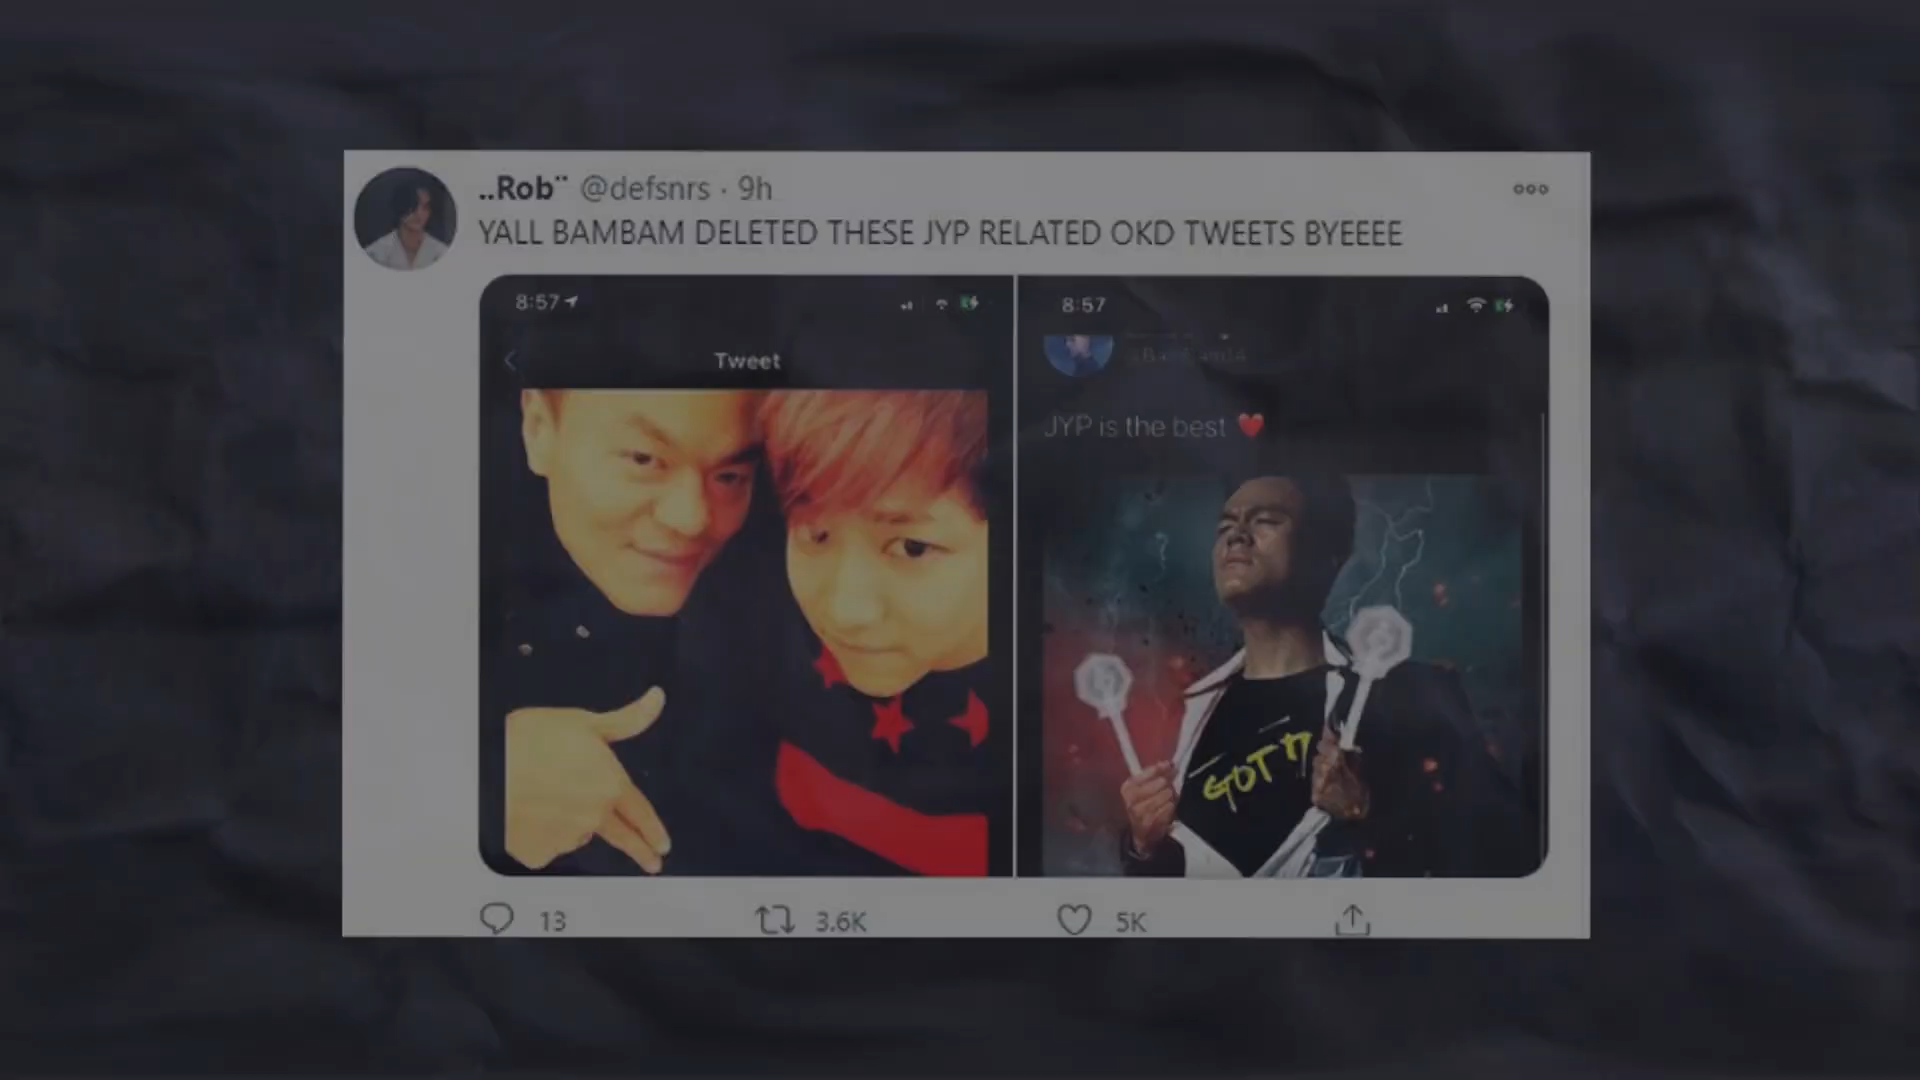 ..Rob¨ @defsnrs · 9h
YALL BAMBAM DELETED THESE JYP RELATED OKD TWEETS BYEEEE
8:57
Tweet
8:57
JYP is the best ❤️
GOT7
13
3.6K
5K